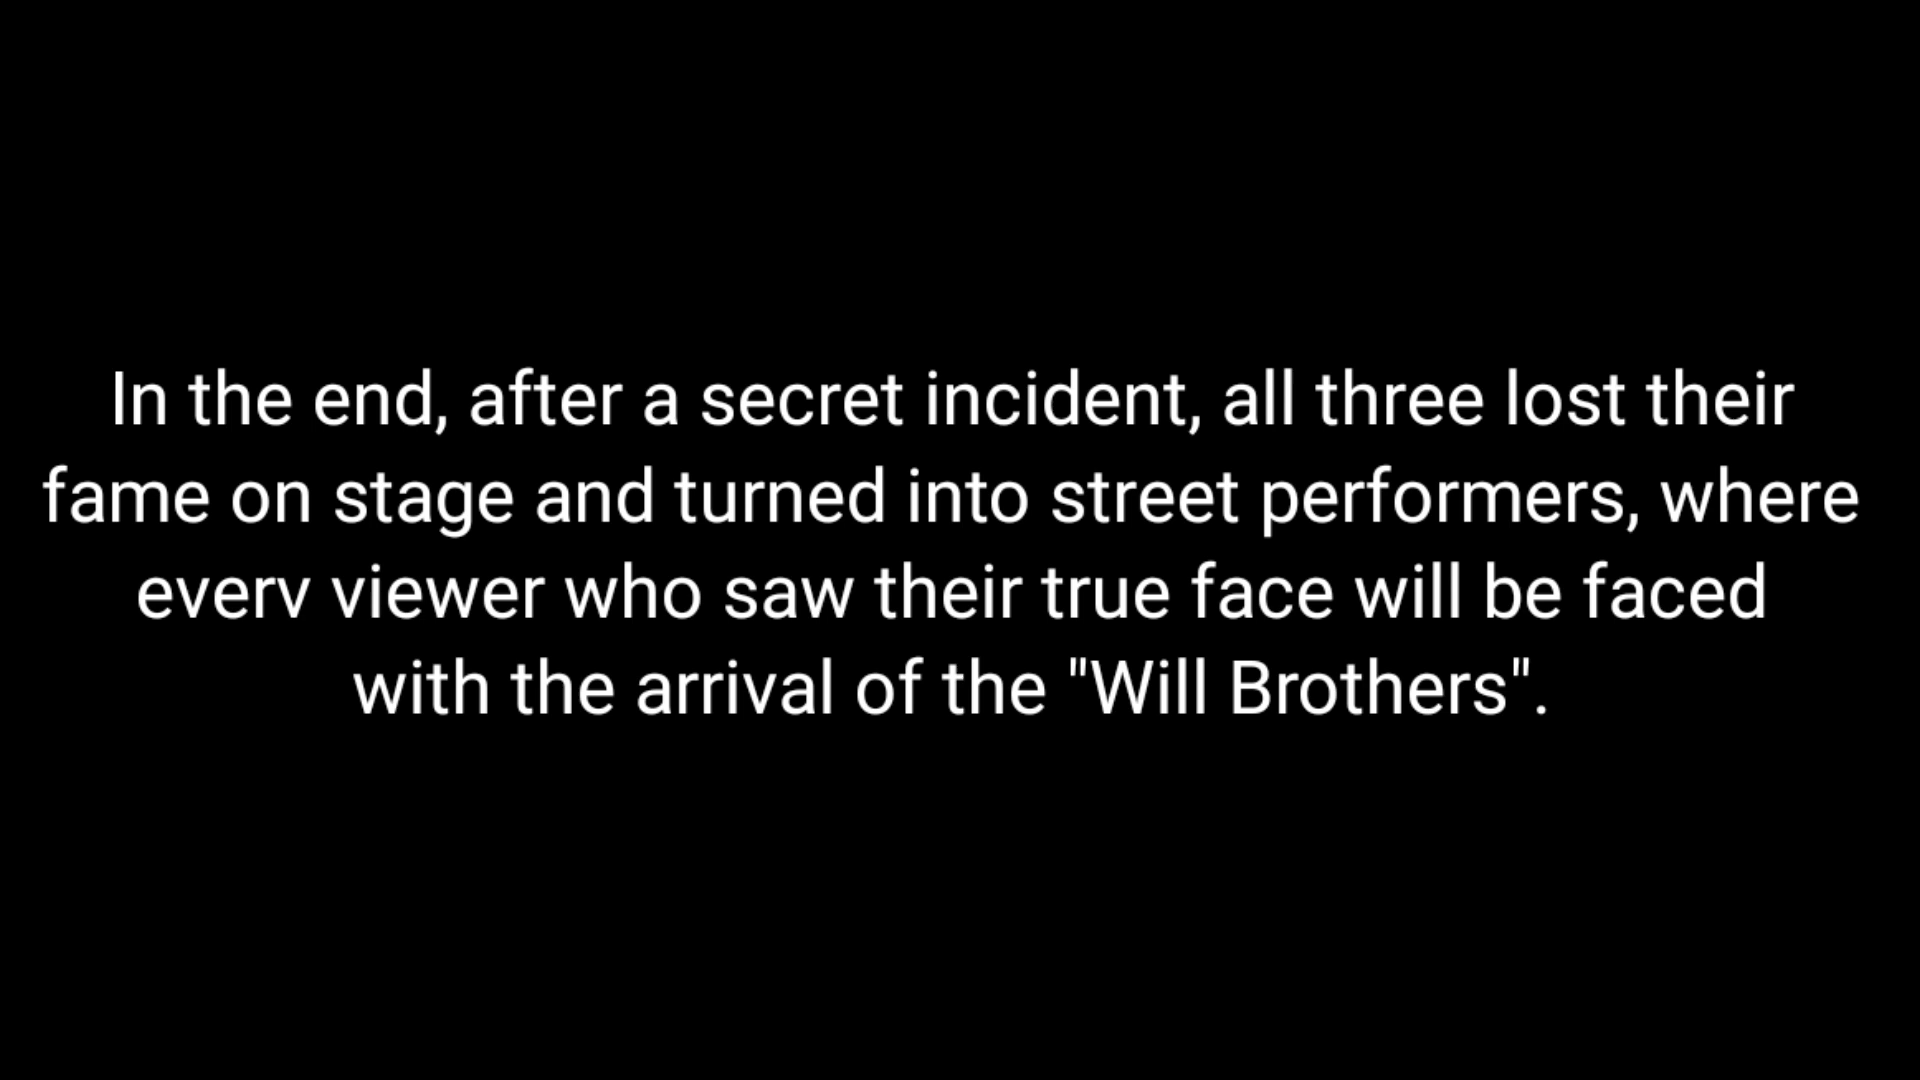 In the end, after a secret incident, all three lost their
fame on stage and turned into street performers, where
everv viewer who saw their true face will be faced
with the arrival of the "Will Brothers".